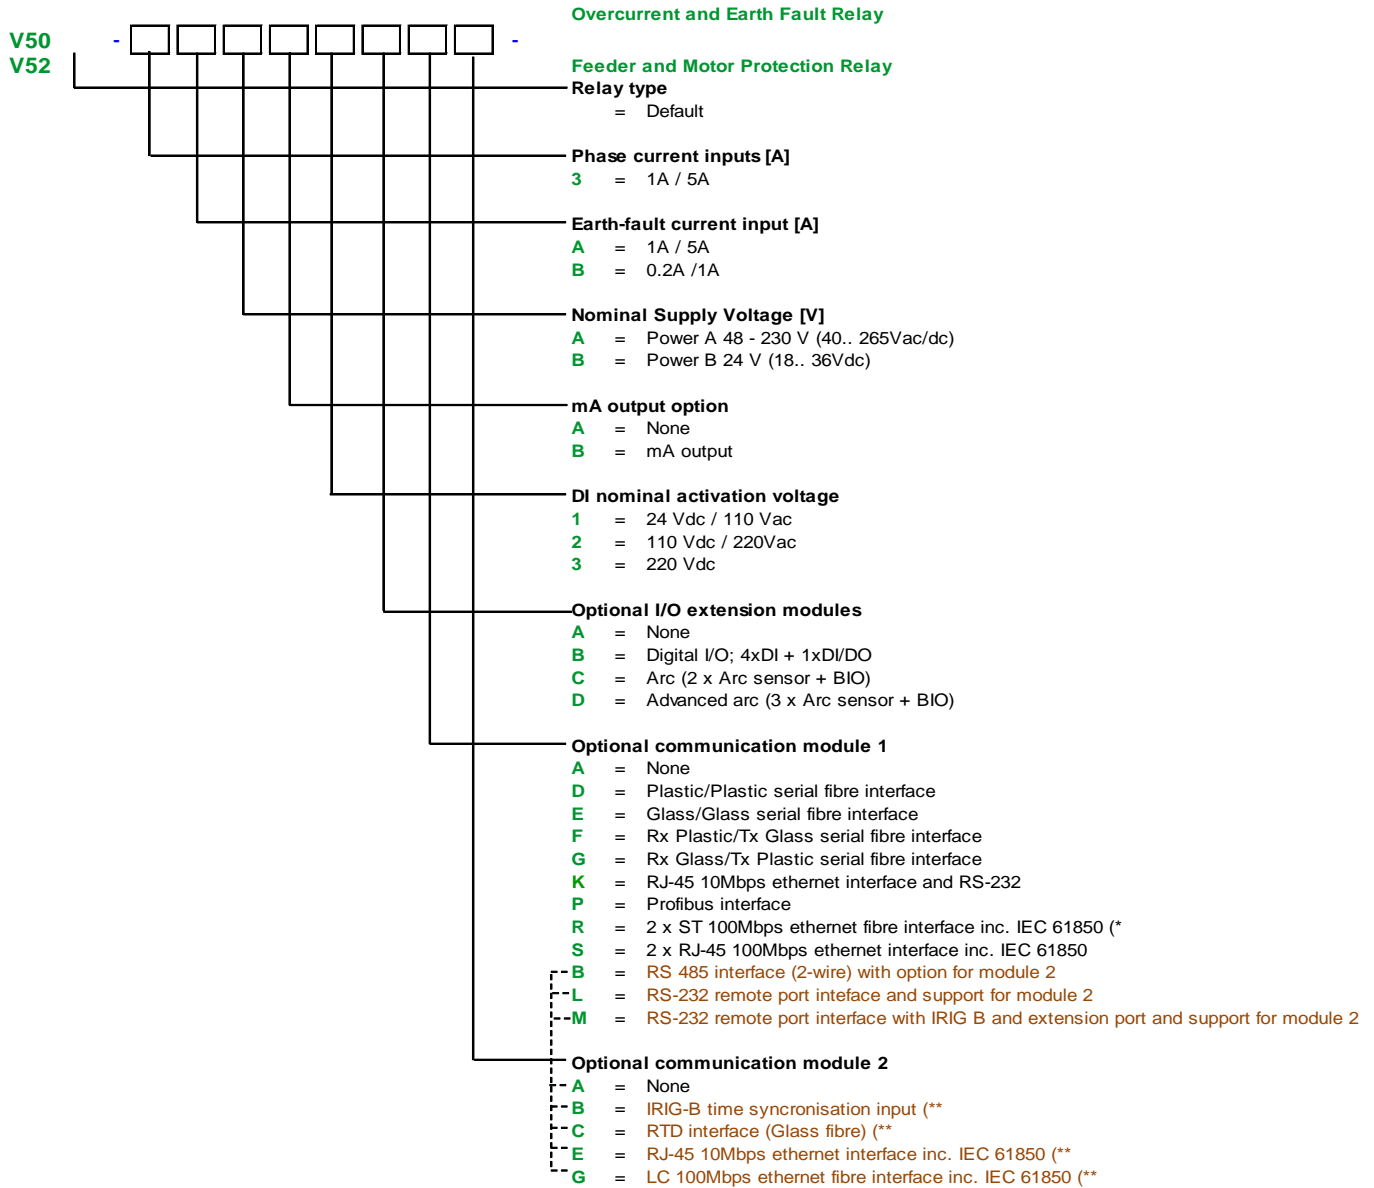 Overcurrent and Earth Fault Relay
V50 - -
V52
Feeder and Motor Protection Relay
Relay type
= Default
Phase current inputs [A]
3 = 1A / 5A
Earth-fault current input [A]
A = 1A / 5A
B = 0.2A /1A
Nominal Supply Voltage [V]
A = Power A 48 - 230 V (40.. 265Vac/dc)
B = Power B 24 V (18.. 36Vdc)
mA output option
A = None
B = mA output
DI nominal activation voltage
1 = 24 Vdc / 110 Vac
2 = 110 Vdc / 220Vac
3 = 220 Vdc
Optional I/O extension modules
A = None
B = Digital I/O; 4xDI + 1xDI/DO
C = Arc (2 x Arc sensor + BIO)
D = Advanced arc (3 x Arc sensor + BIO)
Optional communication module 1
A = None
D = Plastic/Plastic serial fibre interface
E = Glass/Glass serial fibre interface
F = Rx Plastic/Tx Glass serial fibre interface
G = Rx Glass/Tx Plastic serial fibre interface
K = RJ-45 10Mbps ethernet interface and RS-232
P = Profibus interface
R = 2 x ST 100Mbps ethernet fibre interface inc. IEC 61850 (*
S = 2 x RJ-45 100Mbps ethernet interface inc. IEC 61850
B = RS 485 interface (2-wire) with option for module 2
L = RS-232 remote port inteface and support for module 2
M = RS-232 remote port interface with IRIG B and extension port and support for module 2
Optional communication module 2
A = None
B = IRIG-B time syncronisation input (**
C = RTD interface (Glass fibre) (**
E = RJ-45 10Mbps ethernet interface inc. IEC 61850 (**
G = LC 100Mbps ethernet fibre interface inc. IEC 61850 (**